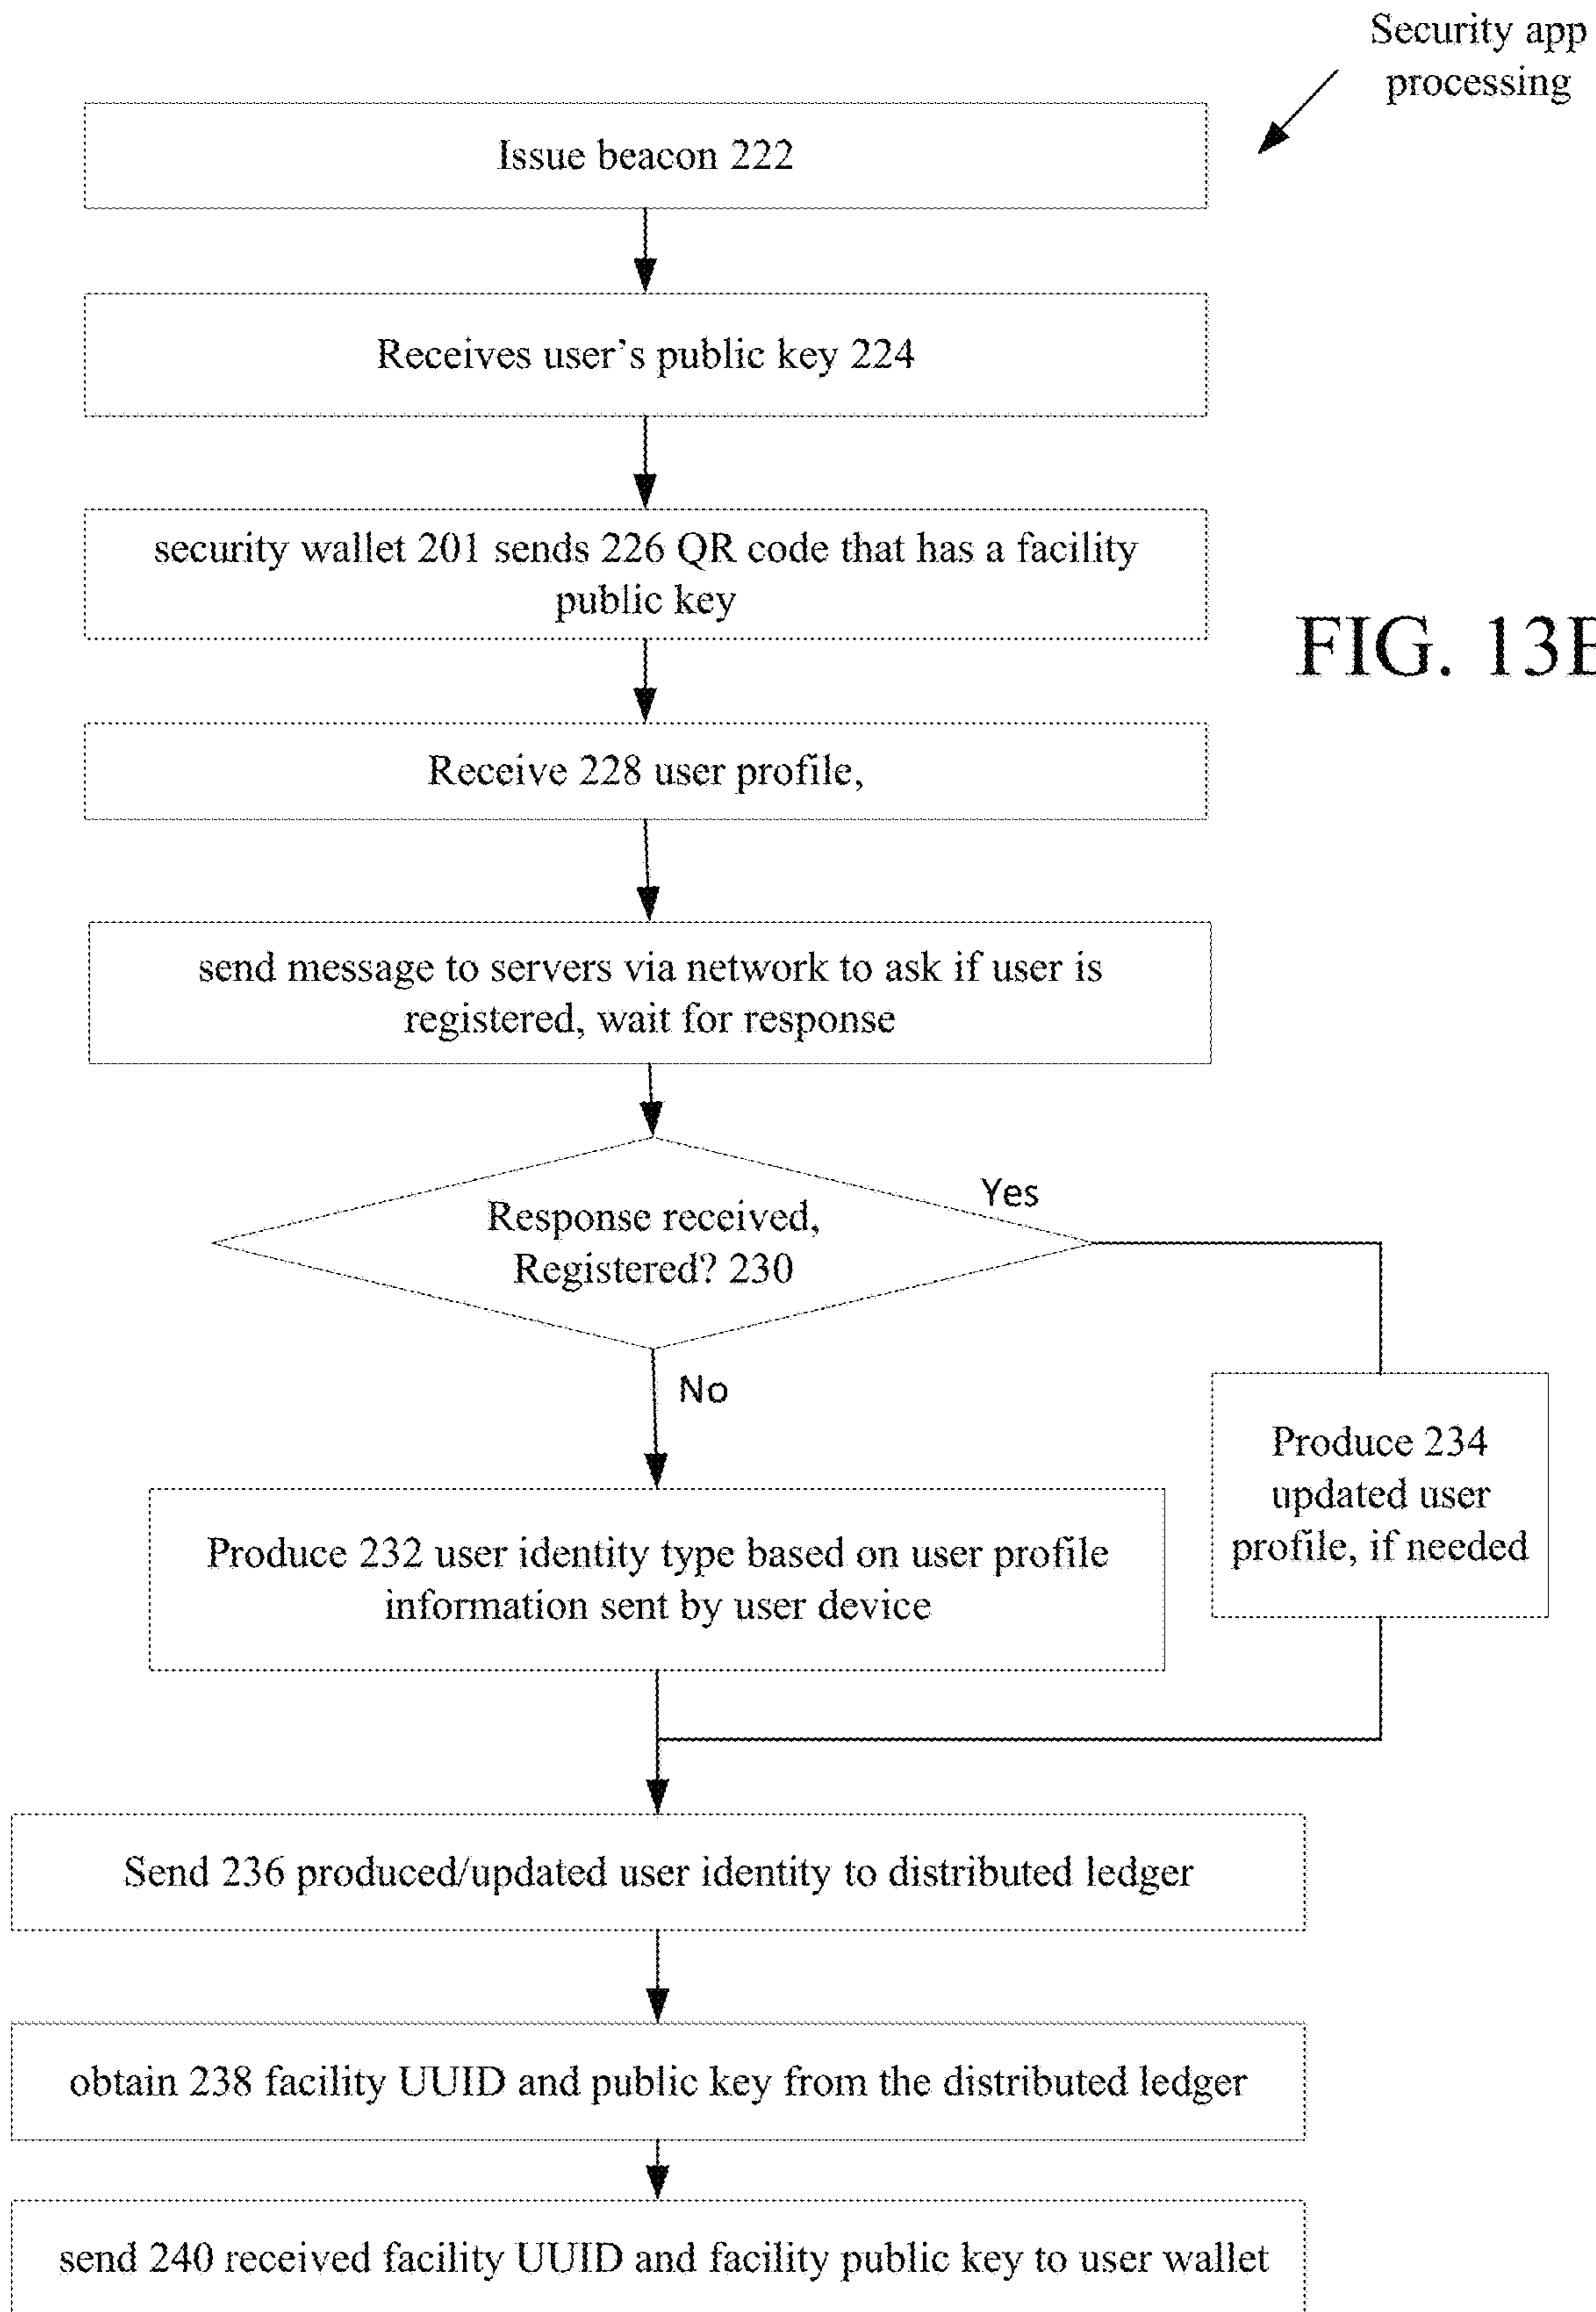 Security app
processing
Issue beacon 222
Receives user's public key 224
security wallet 201 sends 226 QR code that has a facility
public key
FIG. 13B
Receive 228 user profile,
send message to servers via network to ask if user is
registered, wait for response
Response received,
Registered? 230
Yes
No
Produce 234
updated user
profile, if needed
Produce 232 user identity type based on user profile
information sent by user device
Send 236 produced/updated user identity to distributed ledger
obtain 238 facility UUID and public key from the distributed ledger
send 240 received facility UUID and facility public key to user wallet